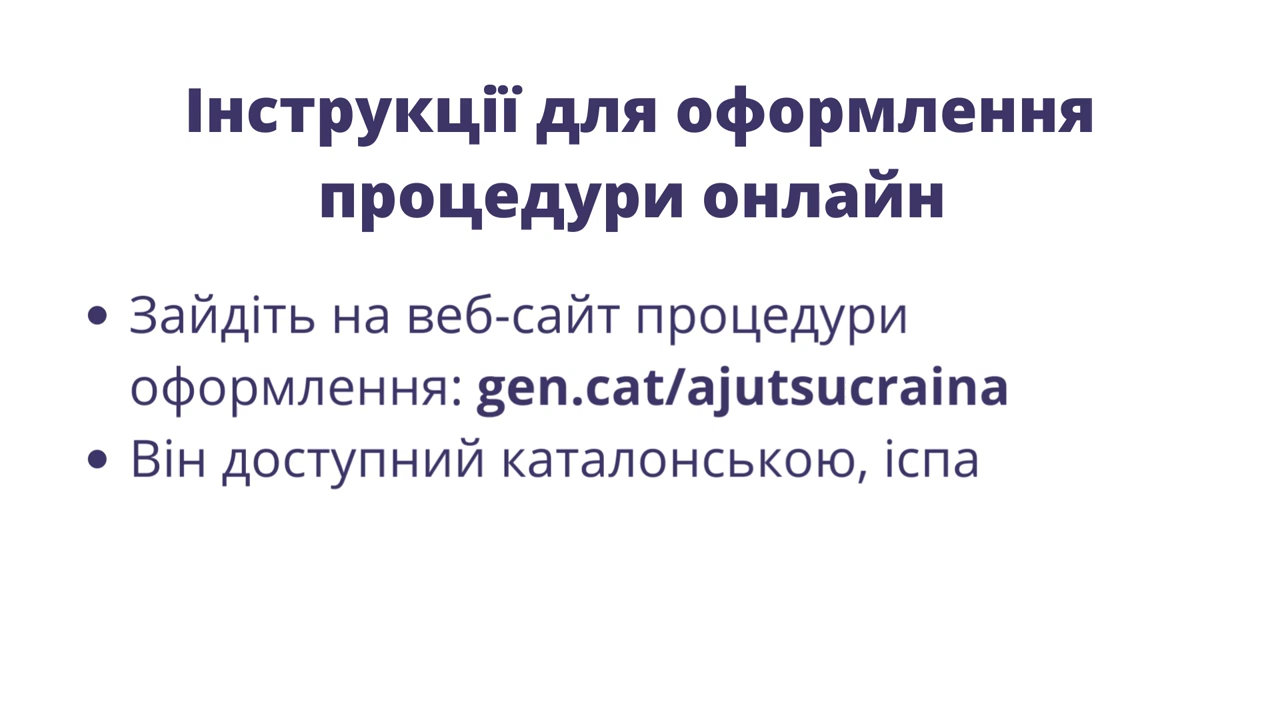 Інструкції для оформлення
процедури онлайн
• Зайдіть на веб-сайт процедури
оформлення: gen.cat/ajutsucraina
• Він доступний каталонською, іспа